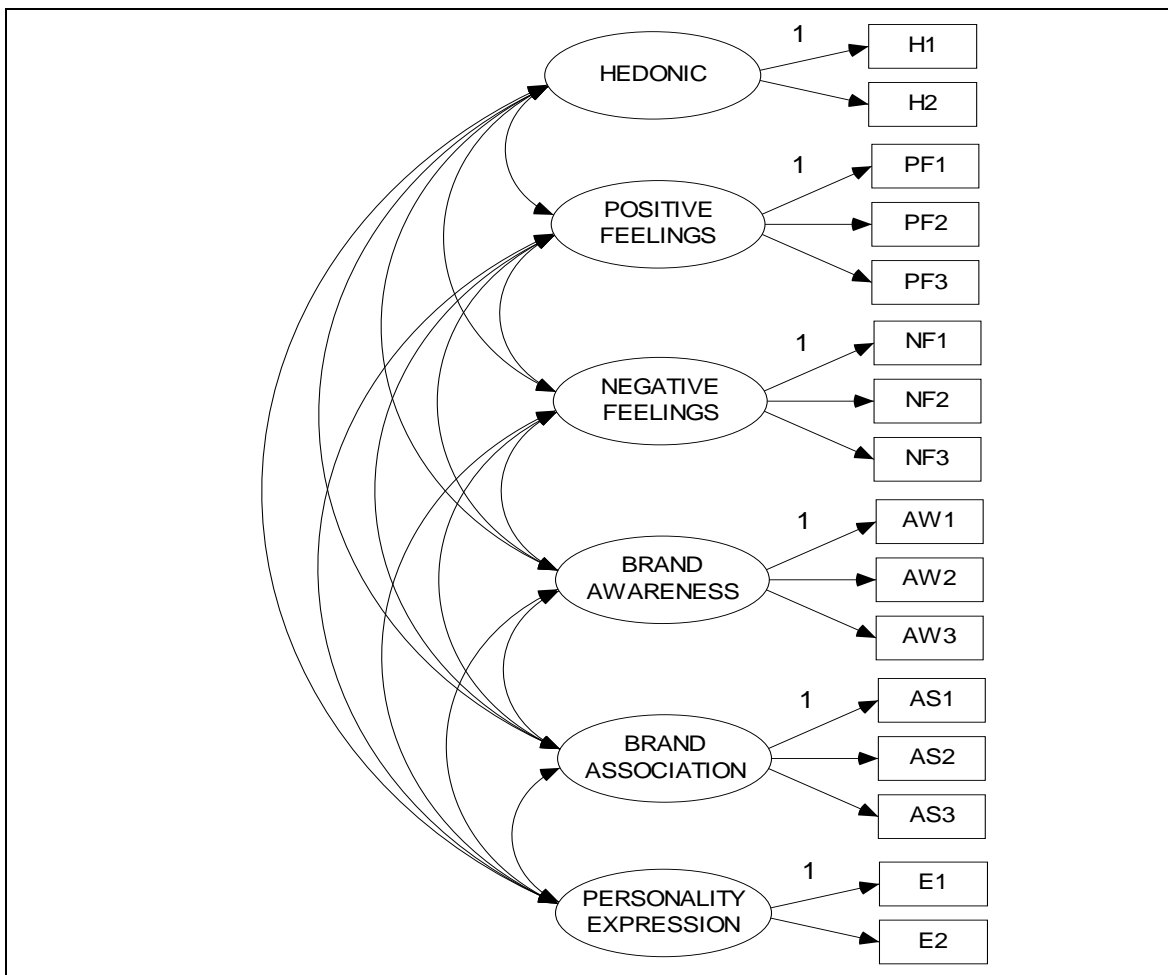 1
H1
HEDONIC
H2
1
PF1
POSITIVE
FEELINGS
PF2
PF3
1
NF1
NEGATIVE
FEELINGS
NF2
NF3
1
AW1
BRAND
AWARENESS
AW2
AW3
1
AS1
BRAND
ASSOCIATION
AS2
AS3
1
E1
PERSONALITY
EXPRESSION
E2